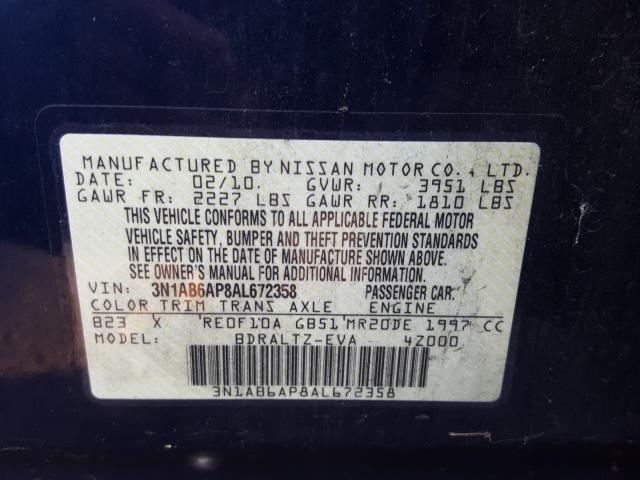 MANUFACTURED BY NISSAN MOTOR CO., LTD.
DATE: 02/10. GVWR: 3951 LBS
GAWR FR: 2227 LBS GAWR RR: 1810 LBS
THIS VEHICLE CONFORMS TO ALL APPLICABLE FEDERAL MOTOR
VEHICLE SAFETY, BUMPER AND THEFT PREVENTION STANDARDS
IN EFFECT ON THE DATE OF MANUFACTURE SHOWN ABOVE.
SEE OWNER'S MANUAL FOR ADDITIONAL INFORMATION.
VIN: 3N1AB6AP8AL672358 PASSENGER CAR.
COLOR TRIM TRANS AXLE ENGINE
B23 X RE0F10A GB51 MR20DE 1997 CC
MODEL: BDRALTZ-EVA 4Z000
3N1AB6AP8AL672358